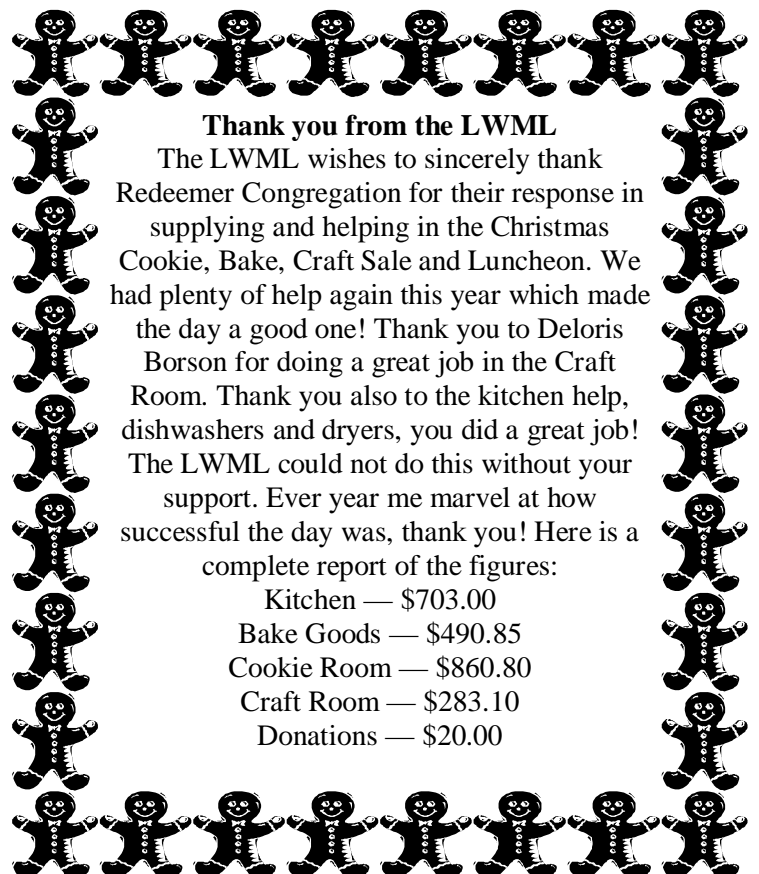 Thank you from the LWML
The LWML wishes to sincerely thank
Redeemer Congregation for their response in
supplying and helping in the Christmas
Cookie, Bake, Craft Sale and Luncheon. We
had plenty of help again this year which made
the day a good one! Thank you to Deloris
Borson for doing a great job in the Craft
Room. Thank you also to the kitchen help,
dishwashers and dryers, you did a great job!
The LWML could not do this without your
support. Ever year me marvel at how
successful the day was, thank you! Here is a
complete report of the figures:
Kitchen — $703.00
Bake Goods — $490.85
Cookie Room — $860.80
Craft Room — $283.10
Donations — $20.00